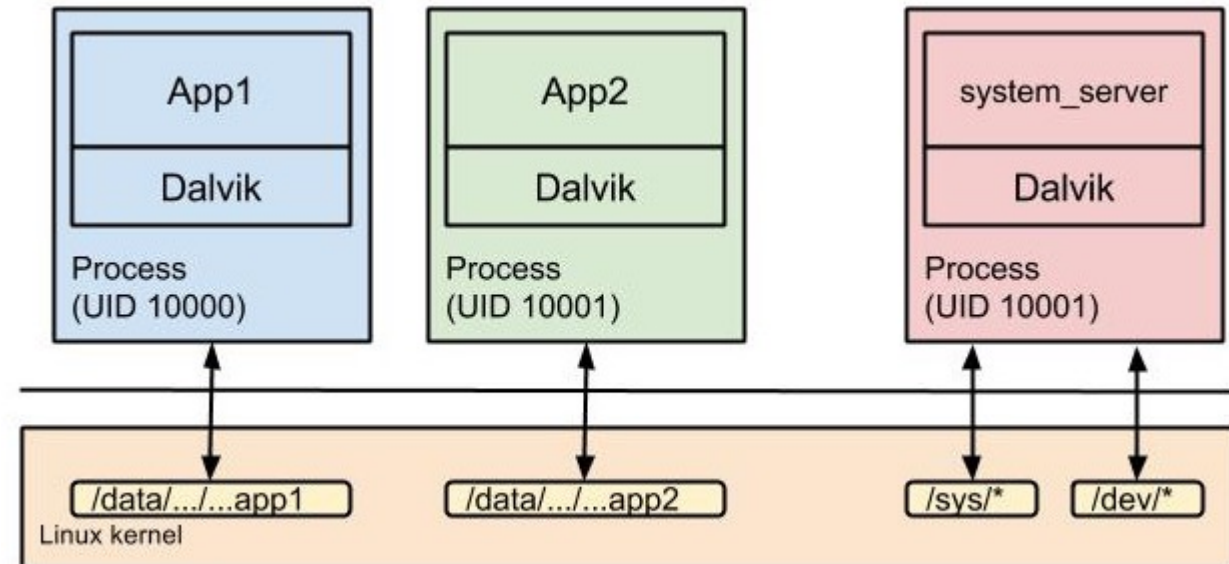 App1
Dalvik
Process
(UID 10000)
App2
Dalvik
Process
(UID 10001)
system_server
Dalvik
Process
(UID 10001)
/data/.../...app1
/data/.../...app2
/sys/*
/dev/*
Linux kernel